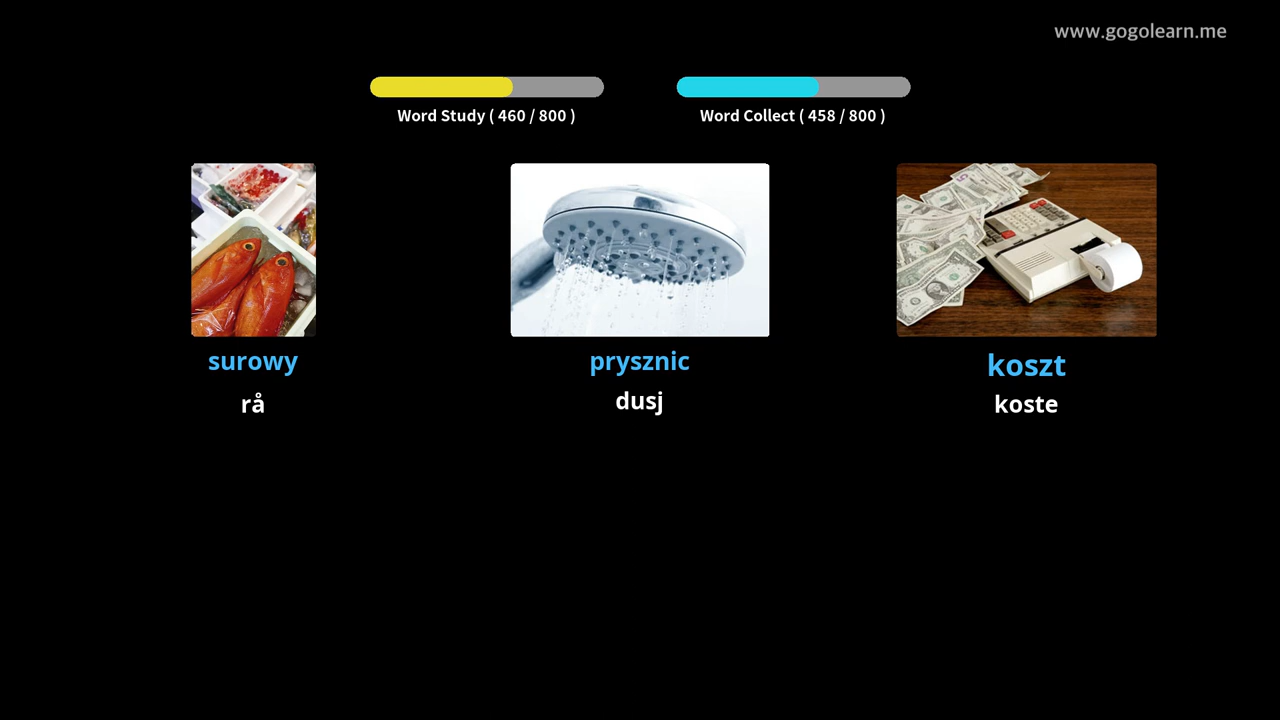 www.gogolearn.me
Word Study ( 460 / 800 )
Word Collect ( 458 / 800 )
surowy
prysznic
koszt
rå
dusj
koste